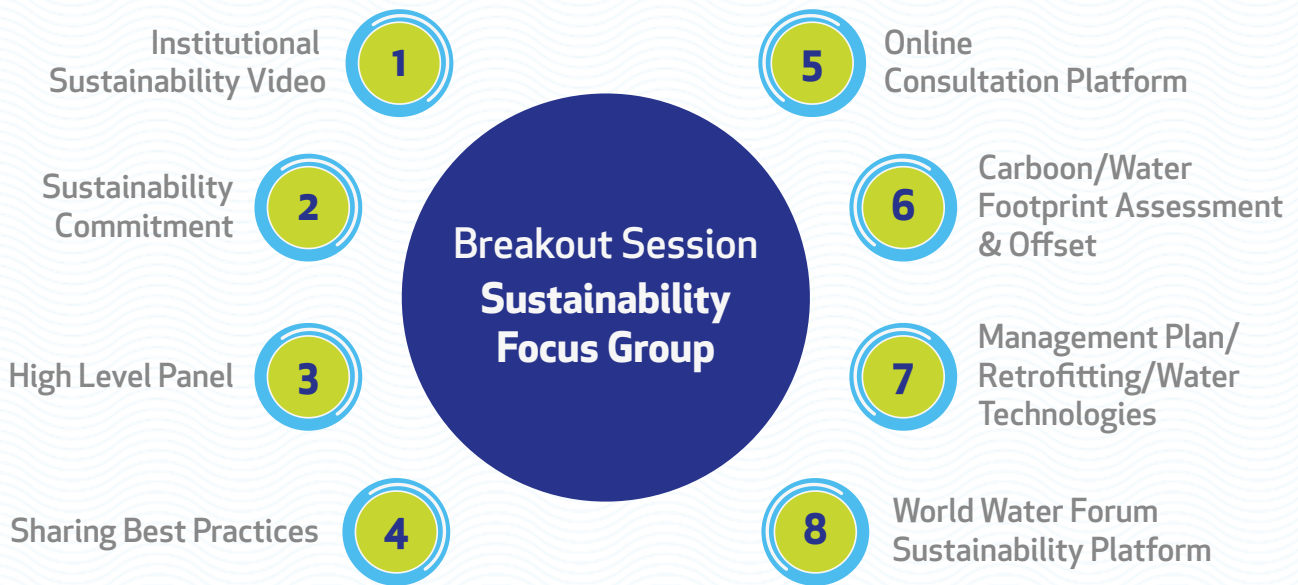 1
Institutional
Sustainability Video
2
Sustainability
Commitment
3
High Level Panel
4
Sharing Best Practices
Breakout Session
Sustainability
Focus Group
5
Online
Consultation Platform
6
Carboon/Water
Footprint Assessment
& Offset
7
Management Plan/
Retrofitting/Water
Technologies
8
World Water Forum
Sustainability Platform